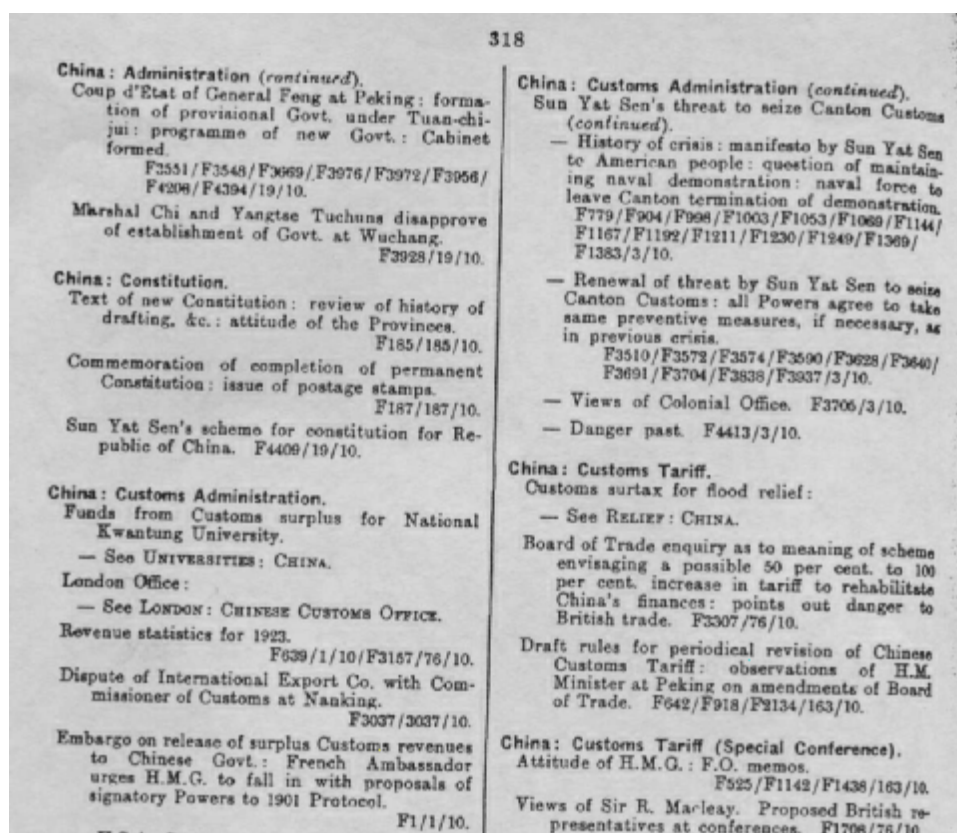 318
China: Administration (continued).
Coup d'Etat of General Feng at Peking: forma-
tion of provisional Govt. under Tuan-chi-
jui: programme of new Govt.: Cabinet
formed.
F3551/F3548/F3669/F3976/F3972/F3956/
F4208/F4394/19/10.
Marshal Chi and Yangtse Tuchuns disapprove
of establishment of Govt. at Wuchang.
F3928/19/10.
China: Constitution.
Text of new Constitution: review of history of
drafting, &c.: attitude of the Provinces.
F185/185/10.
Commemoration of completion of permanent
Constitution: issue of postage stamps.
F187/187/10.
Sun Yat Sen's scheme for constitution for Re-
public of China. F4409/19/10.
China: Customs Administration.
Funds from Customs surplus for National
Kwantung University.
— See UNIVERSITIES: CHINA.
London Office:
— See LONDON: CHINESE CUSTOMS OFFICE.
Revenue statistics for 1923.
F639/1/10/F3157/76/10.
Dispute of International Export Co. with Com-
missioner of Customs at Nanking.
F3037/3037/10.
Embargo on release of surplus Customs revenues
to Chinese Govt.: French Ambassador
urges H.M.G. to fall in with proposals of
signatory Powers to 1901 Protocol.
F1/1/10.
China: Customs Administration (continued).
Sun Yat Sen's threat to seize Canton Customs
(continued).
— History of crisis: manifesto by Sun Yat Sen
to American people: question of maintain-
ing naval demonstration: naval force to
leave Canton termination of demonstration.
F779/F904/F998/F1003/F1053/F1069/F1144/
F1167/F1192/F1211/F1230/F1249/F1369/
F1383/3/10.
— Renewal of threat by Sun Yat Sen to seize
Canton Customs: all Powers agree to take
same preventive measures, if necessary, as
in previous crisis.
F3510/F3572/F3574/F3590/F3628/F3640/
F3691/F3704/F3838/F3937/3/10.
— Views of Colonial Office. F3705/3/10.
— Danger past. F4413/3/10.
China: Customs Tariff.
Customs surtax for flood relief:
— See RELIEF: CHINA.
Board of Trade enquiry as to meaning of scheme
envisaging a possible 50 per cent. to 100
per cent. increase in tariff to rehabilitate
China's finances: points out danger to
British trade. F3307/76/10.
Draft rules for periodical revision of Chinese
Customs Tariff: observations of H.M.
Minister at Peking on amendments of Board
of Trade. F642/F918/F2134/163/10.
China: Customs Tariff (Special Conference).
Attitude of H.M.G.: F.O. memos.
F525/F1142/F1438/163/10.
Views of Sir R. Macleay. Proposed British re-
presentatives at conferences. F1708/76/10.